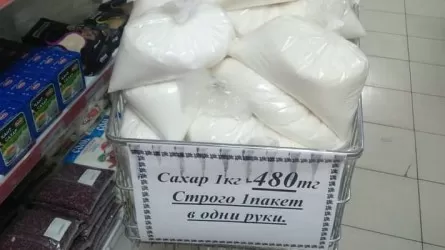 Сахар 1кг -480тг
Строго 1пакет
в одни руки.